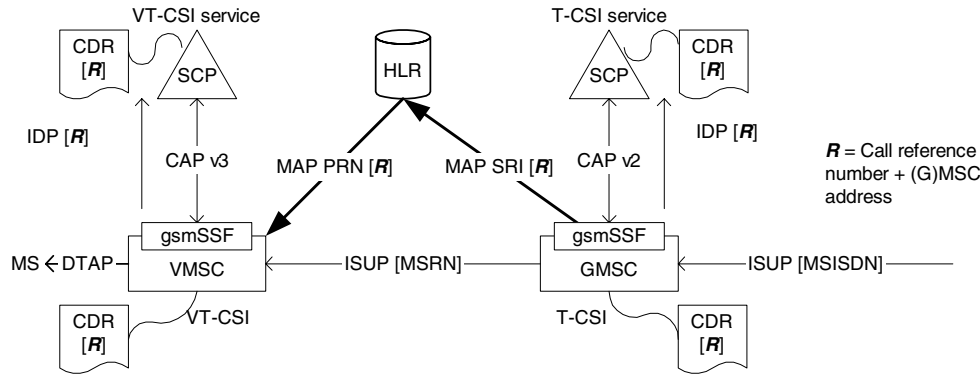 VT-CSI service
T-CSI service
CDR
[R]
SCP
HLR
SCP
CDR
[R]
IDP [R]
IDP [R]
CAP v3
MAP PRN [R]
MAP SRI [R]
CAP v2
R = Call reference
number + (G)MSC
address
gsmSSF
gsmSSF
MS
DTAP
VMSC
ISUP [MSRN]
GMSC
ISUP [MSISDN]
CDR
[R]
VT-CSI
T-CSI
CDR
[R]